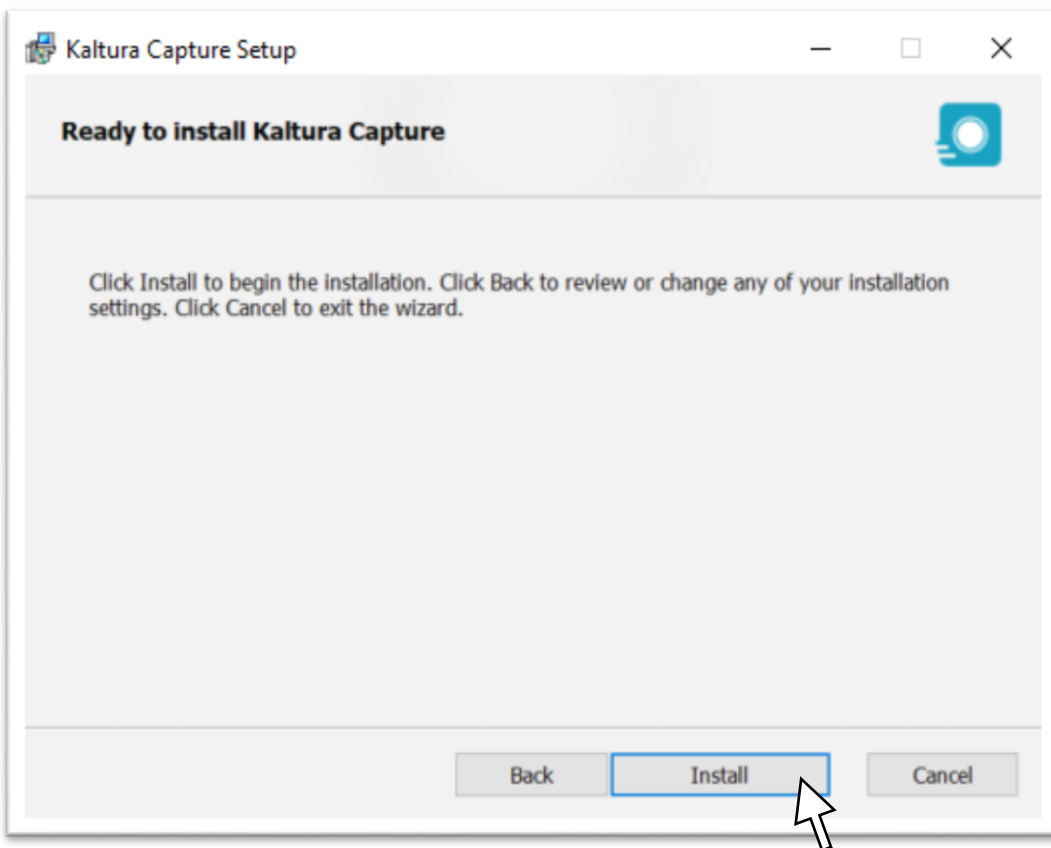 Kaltura Capture Setup
Ready to install Kaltura Capture
Click Install to begin the installation. Click Back to review or change any of your installation
settings. Click Cancel to exit the wizard.
Back Install Cancel